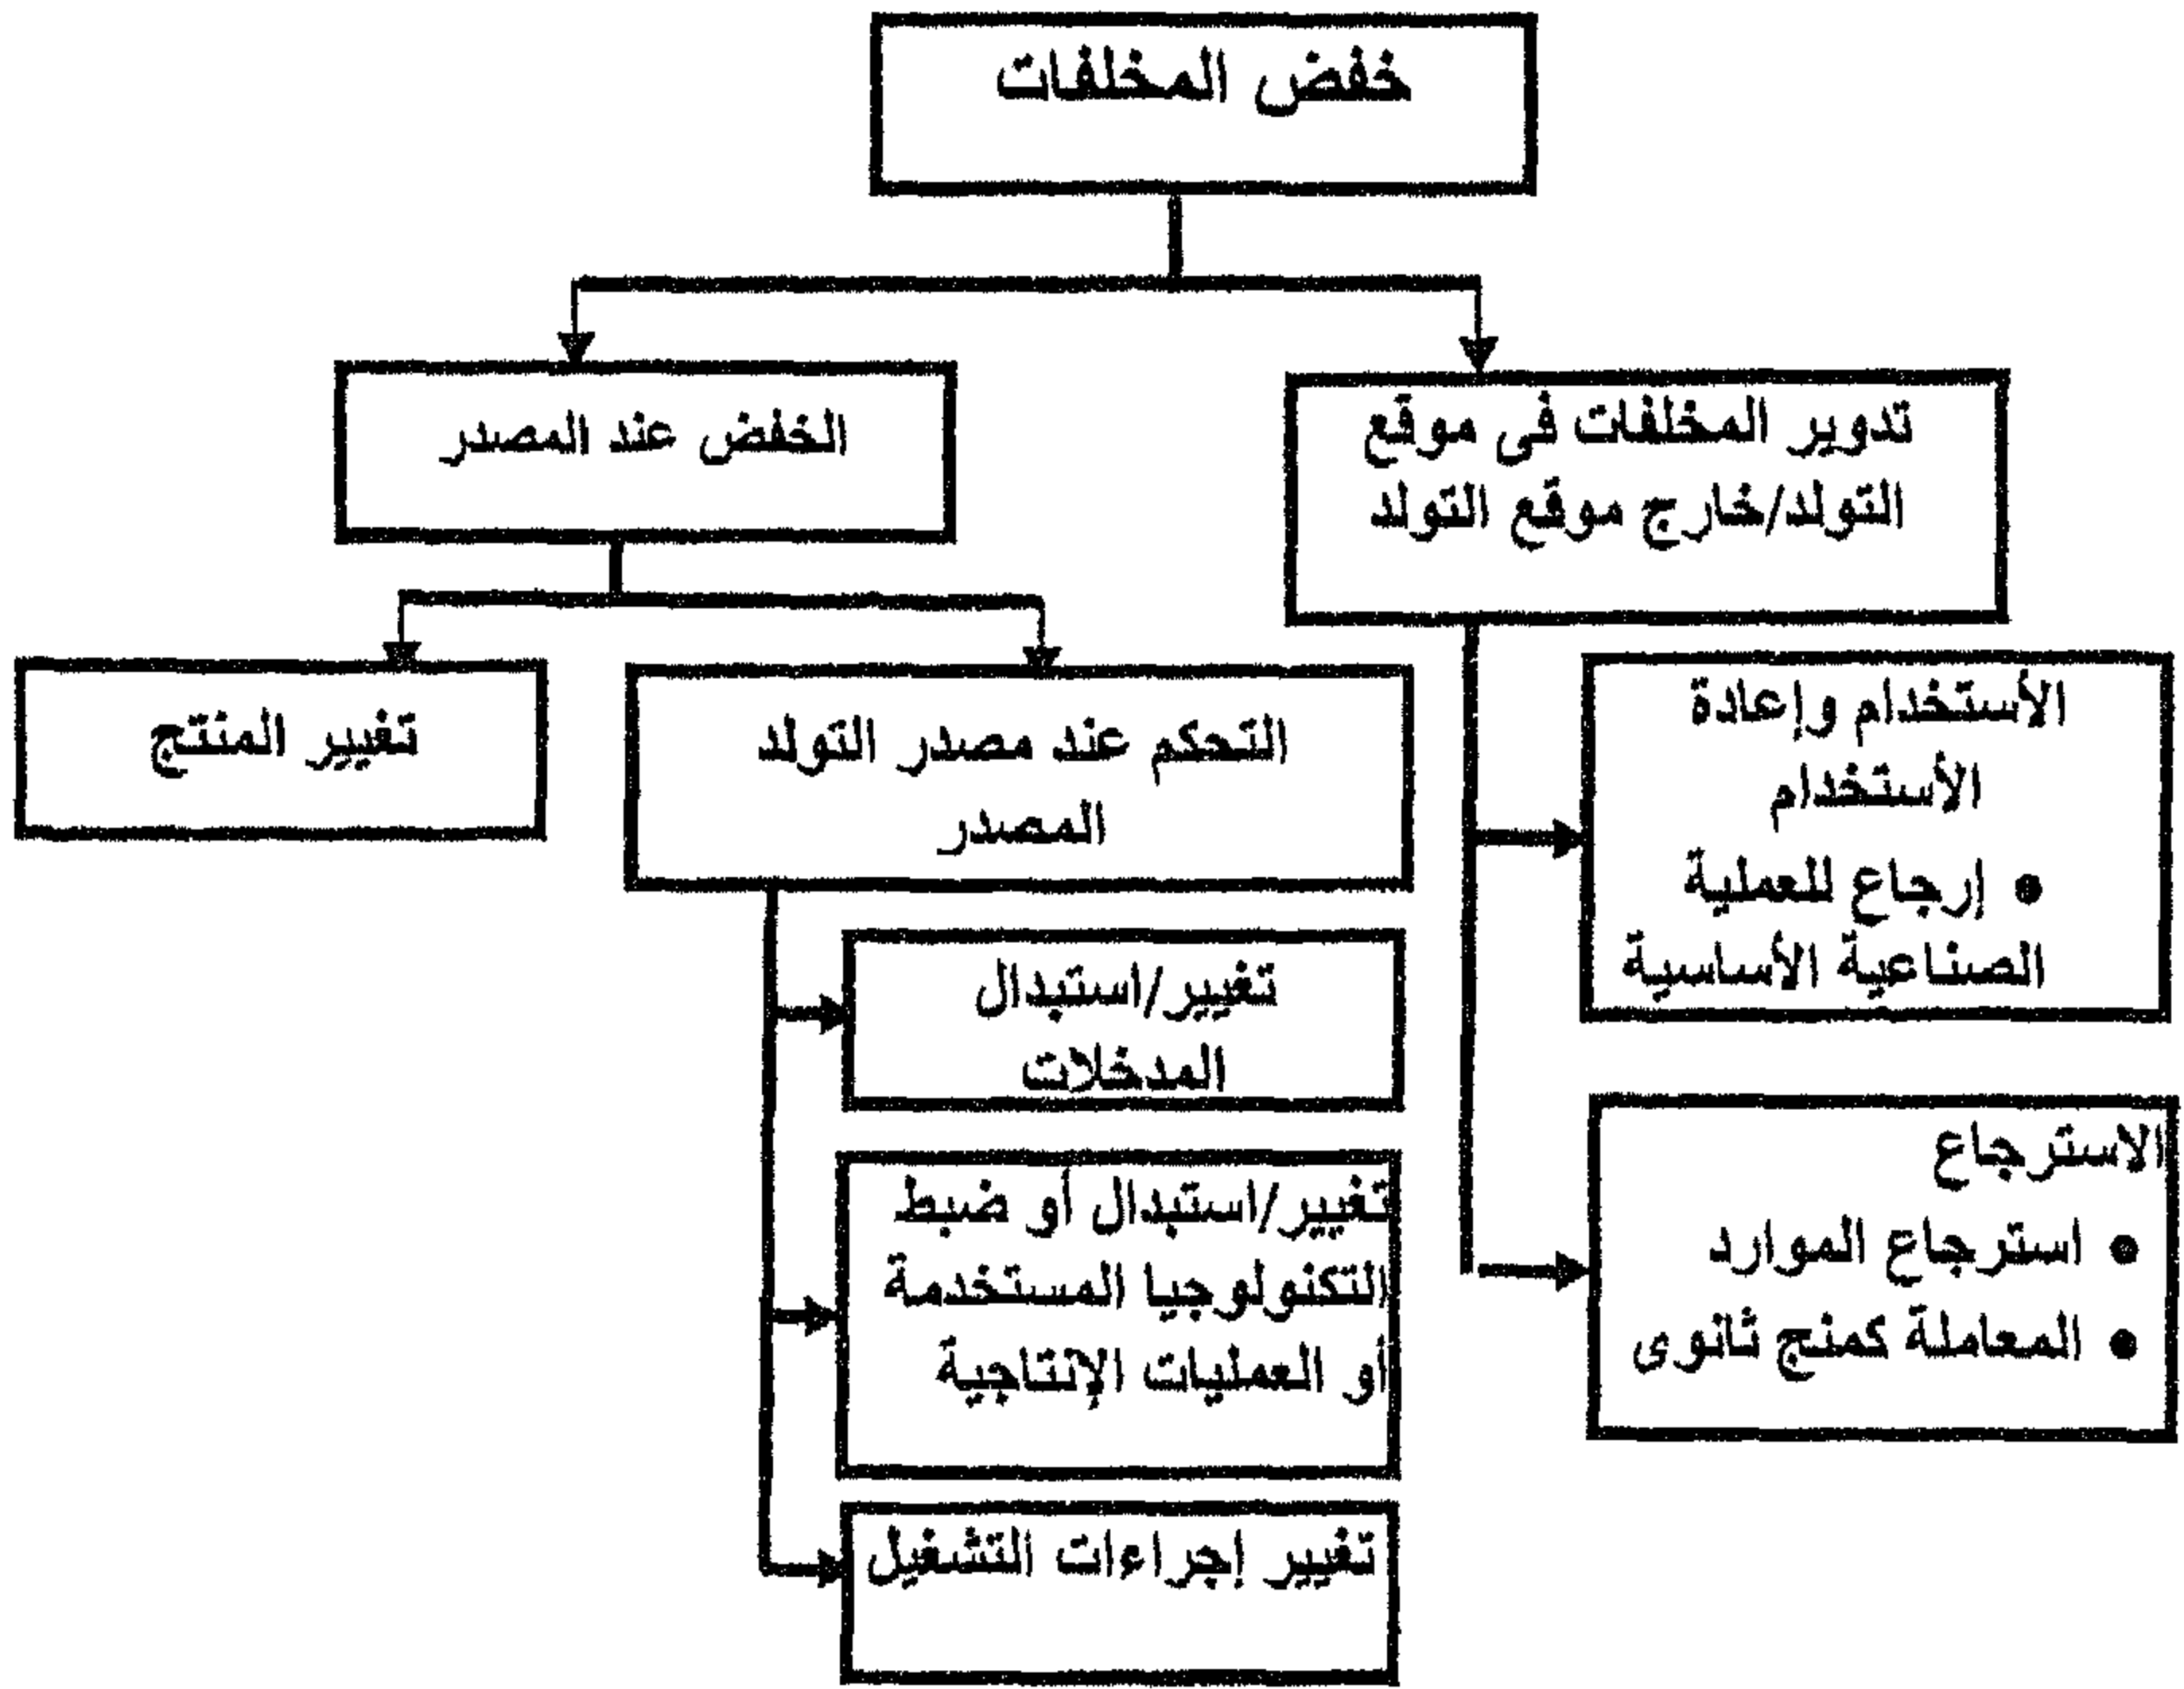 خفض المخلفات
تدوير المخلفات فى موقع
التولد/خارج موقع التولد
الخفض عند المصدر
الأستخدام وإعادة
الأستخدام
• إرجاع للعملية
الصناعية الأساسية
الاسترجاع
• استرجاع الموارد
• المعاملة كمنج ثانوى
التحكم عند مصدر التولد
المصدر
تغيير المنتج
تغيير/استبدال
المدخلات
تغيير/استبدال أو ضبط
التكنولوجيا المستخدمة
أو العمليات الإنتاجية
تغيير إجراءات التشغيل